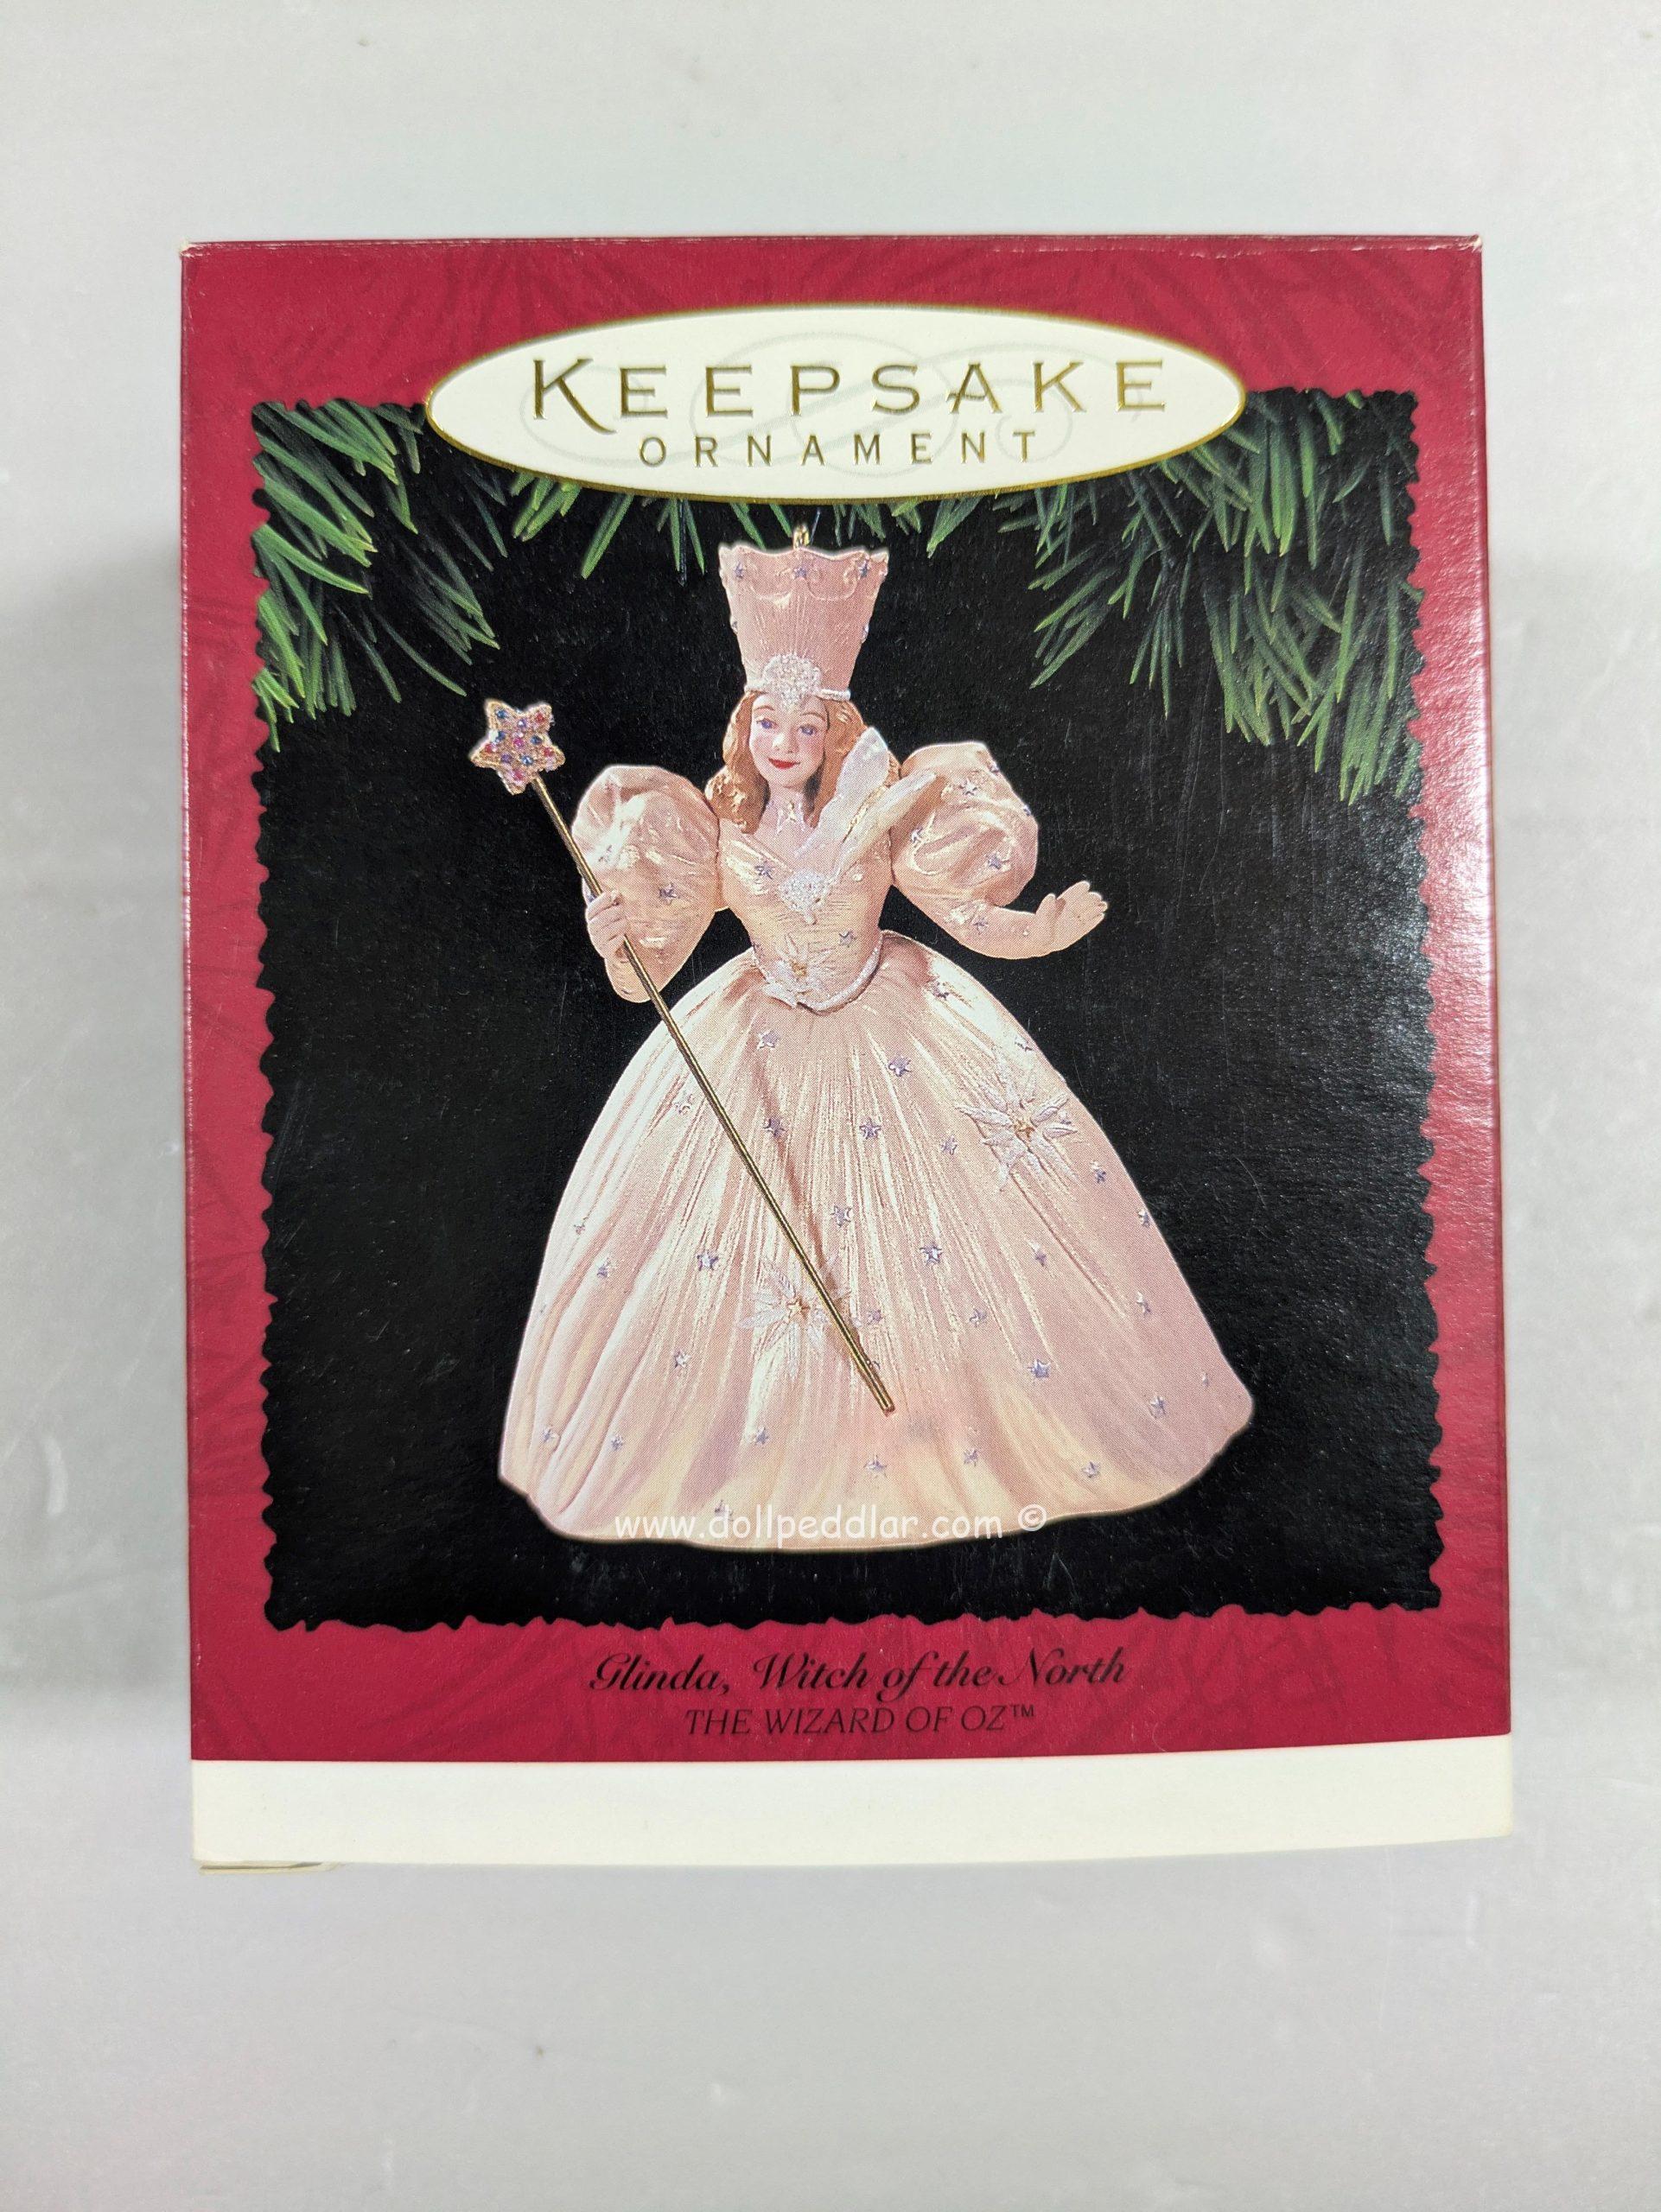 KEEPSAKE
ORNAMENT
www.dollpeddlar.com ©
Glinda, Witch of the North
THE WIZARD OF OZ™